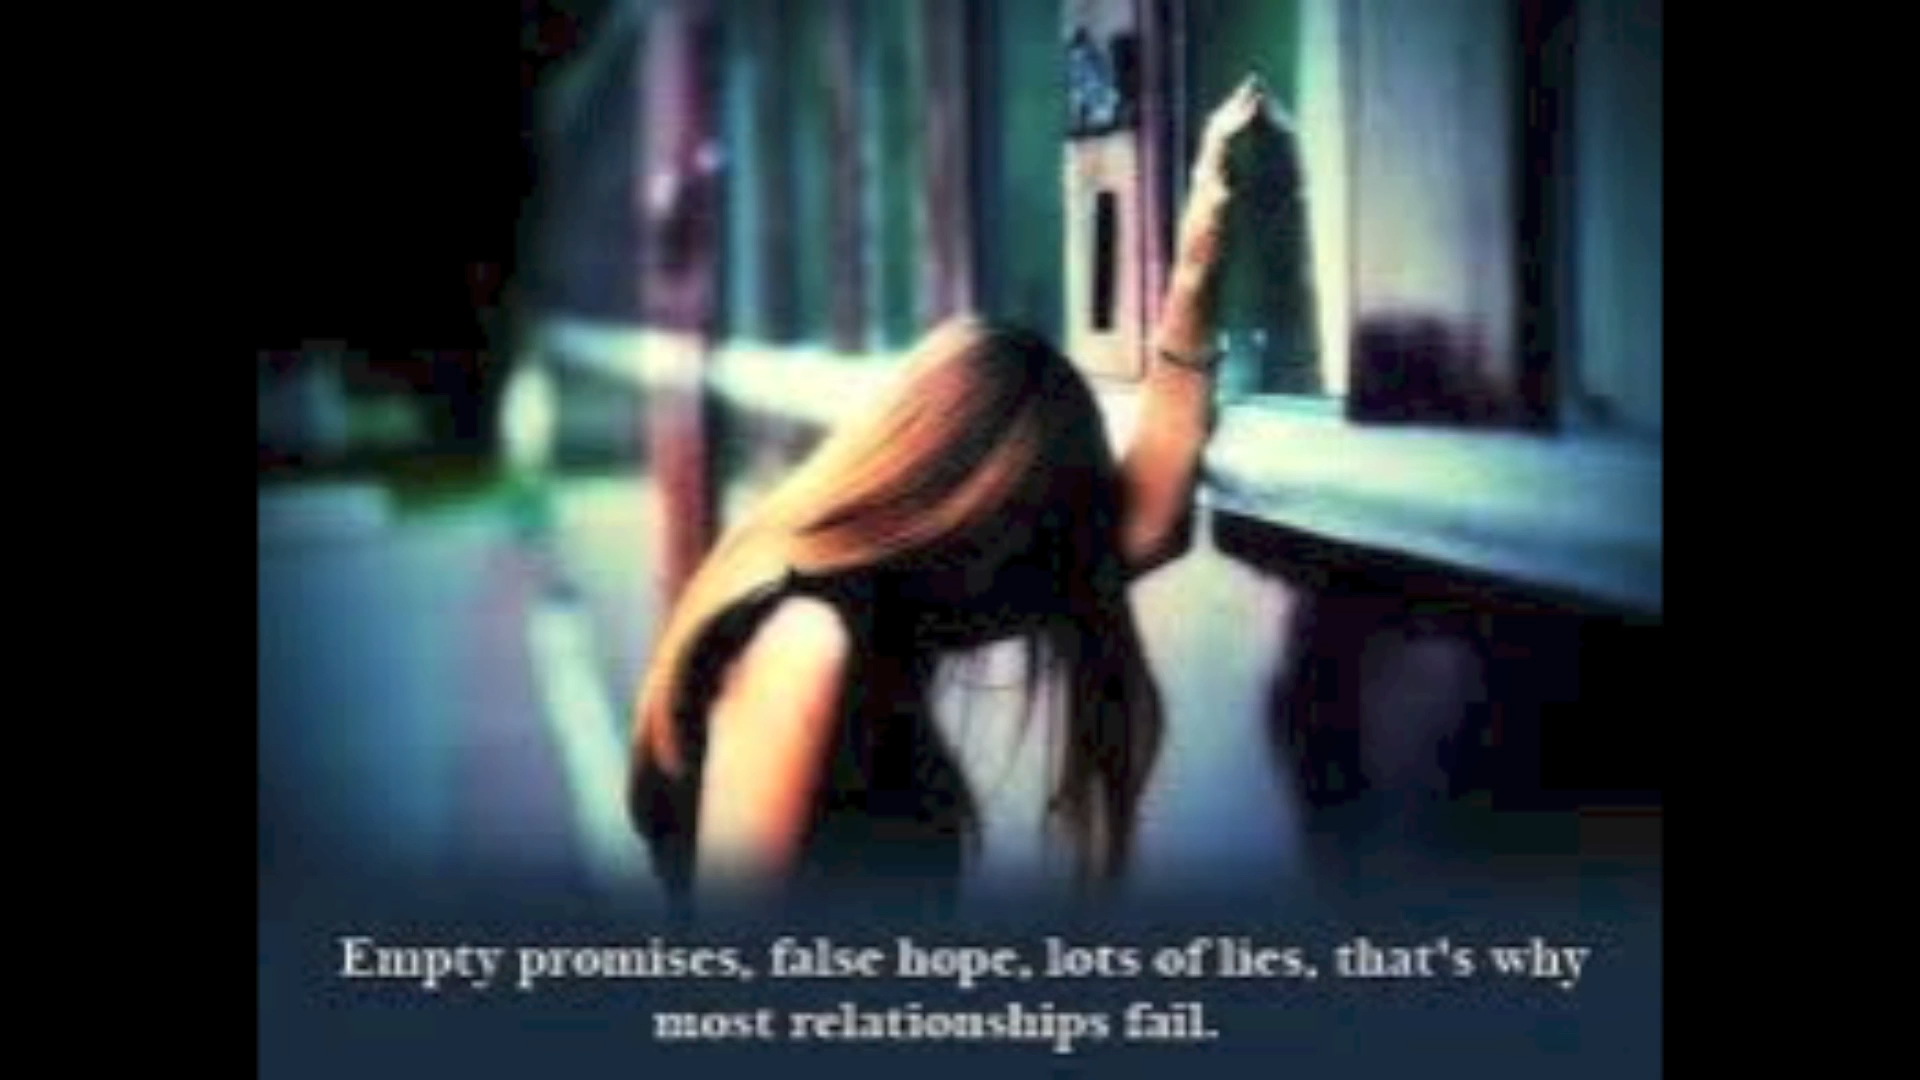 Empty promises, false hope, lots of lies, that's why
most relationships fail.